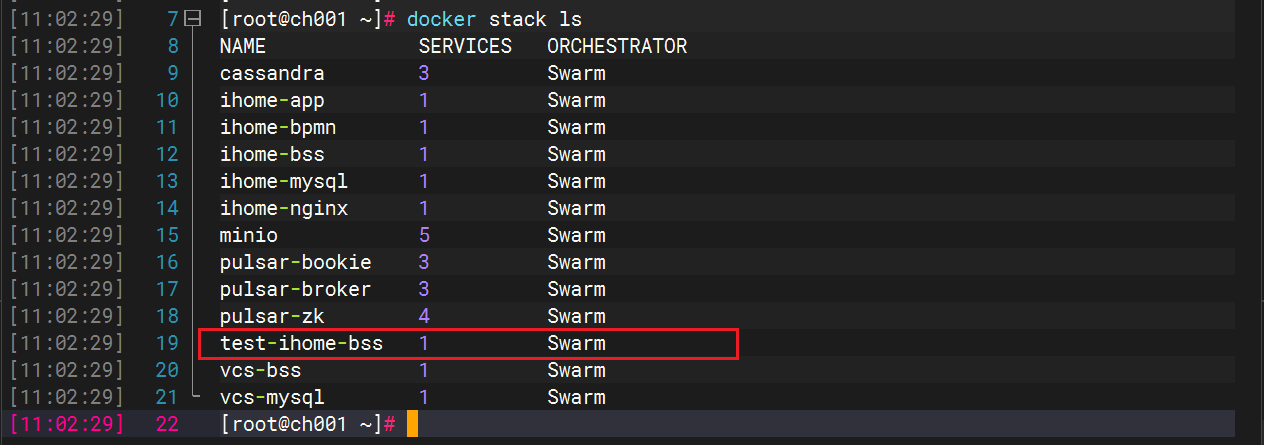 [11:02:29] 7 [root@ch001 ~]# docker stack ls
[11:02:29] 8 NAME SERVICES ORCHESTRATOR
[11:02:29] 9 cassandra 3 Swarm
[11:02:29] 10 ihome-app 1 Swarm
[11:02:29] 11 ihome-bpmn 1 Swarm
[11:02:29] 12 ihome-bss 1 Swarm
[11:02:29] 13 ihome-mysql 1 Swarm
[11:02:29] 14 ihome-nginx 1 Swarm
[11:02:29] 15 minio 5 Swarm
[11:02:29] 16 pulsar-bookie 3 Swarm
[11:02:29] 17 pulsar-broker 3 Swarm
[11:02:29] 18 pulsar-zk 4 Swarm
[11:02:29] 19 test-ihome-bss 1 Swarm
[11:02:29] 20 vcs-bss 1 Swarm
[11:02:29] 21 vcs-mysql 1 Swarm
[11:02:29] 22 [root@ch001 ~]#